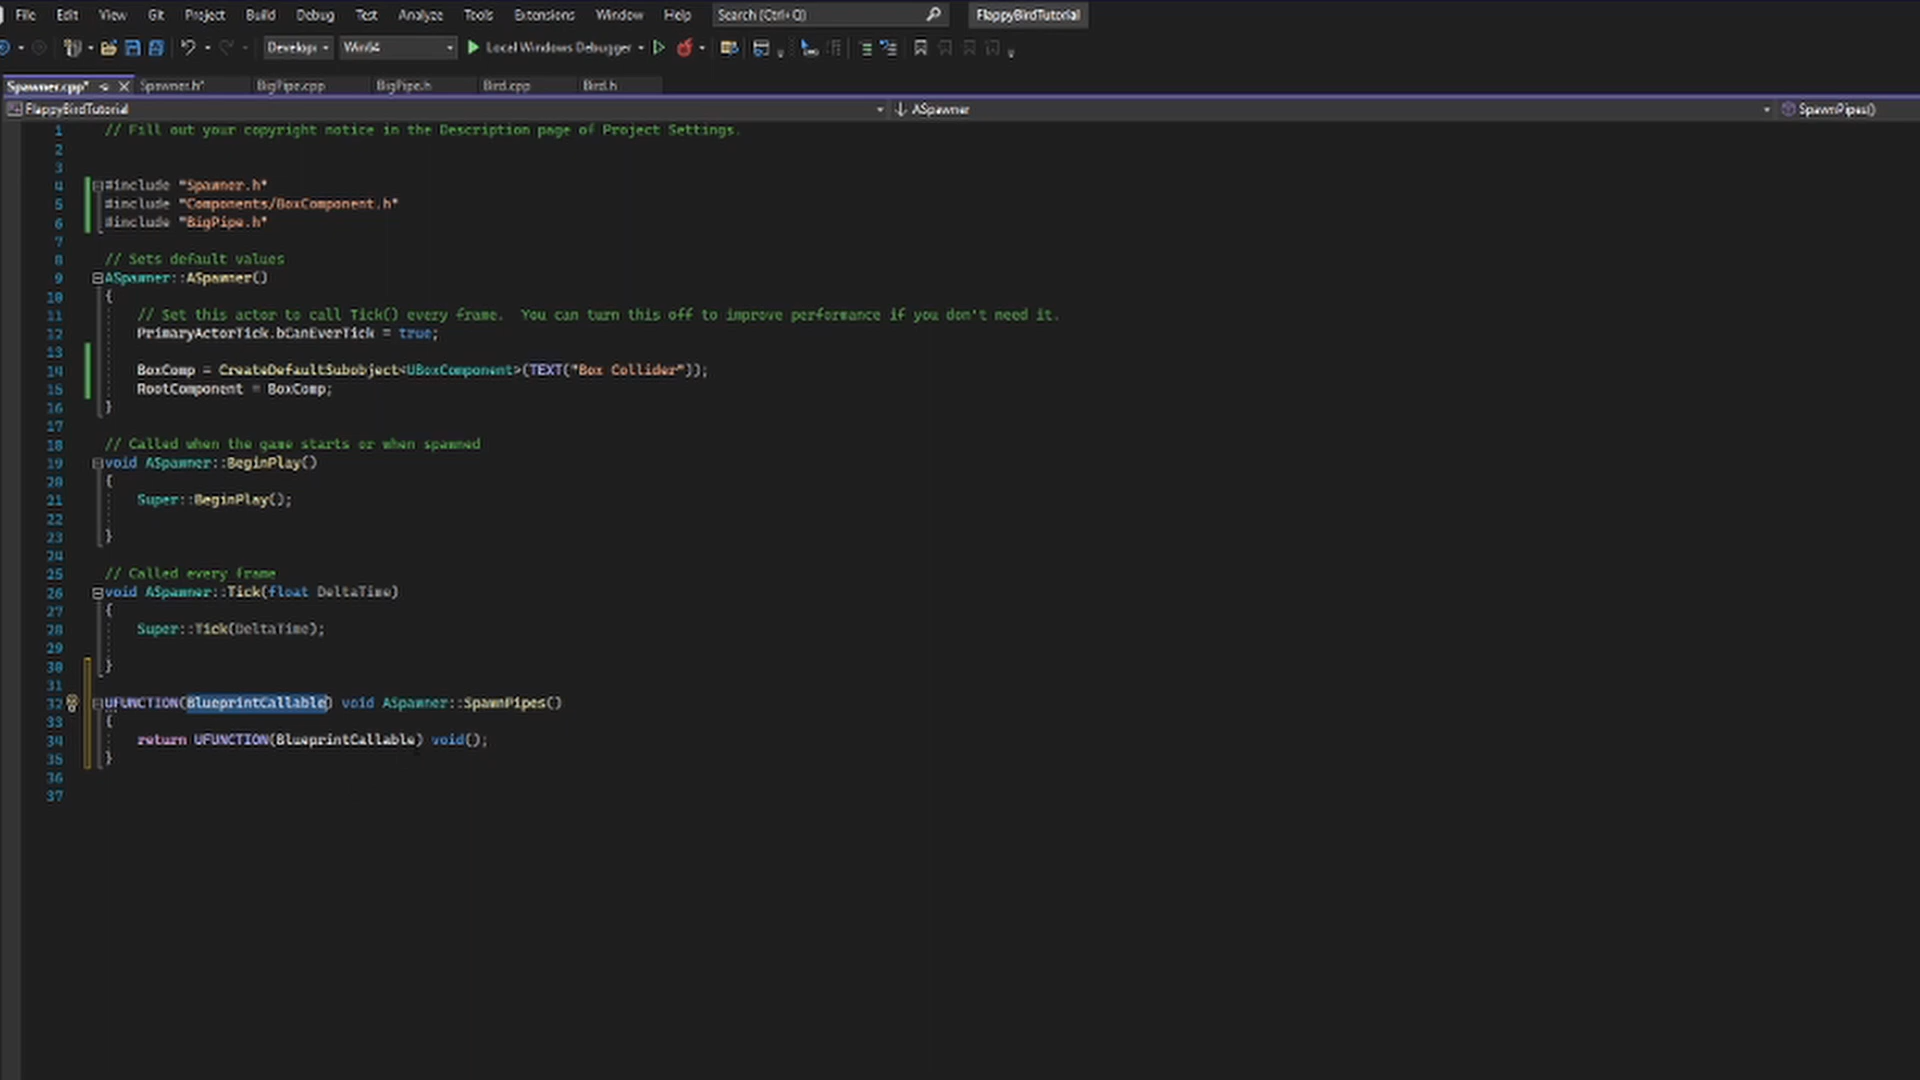 File Edit View Git Project Build Debug Test Analyze Tools Extensions Window Help Search (Ctrl+Q) FlappyBirdTutorial
Develop Win64 Local Windows Debugger
Spawner.cpp* Spawner.h* BigPipe.cpp BigPipe.h Bird.cpp Bird.h
FlappyBirdTutorial ASpawner SpawnPipes()
1 // Fill out your copyright notice in the Description page of Project Settings.
2
3
4 #include "Spawner.h"
5 #include "Components/BoxComponent.h"
6 #include "BigPipe.h"
7
8 // Sets default values
9 ASpawner::ASpawner()
10 {
11 // Set this actor to call Tick() every frame.  You can turn this off to improve performance if you don't need it.
12 PrimaryActorTick.bCanEverTick = true;
13
14 BoxComp = CreateDefaultSubobject<UBoxComponent>(TEXT("Box Collider"));
15 RootComponent = BoxComp;
16 }
17
18 // Called when the game starts or when spawned
19 void ASpawner::BeginPlay()
20 {
21 Super::BeginPlay();
22
23 }
24
25 // Called every frame
26 void ASpawner::Tick(float DeltaTime)
27 {
28 Super::Tick(DeltaTime);
29
30 }
31
32 UFUNCTION(BlueprintCallable) void ASpawner::SpawnPipes()
33 {
34 return UFUNCTION(BlueprintCallable) void();
35 }
36
37